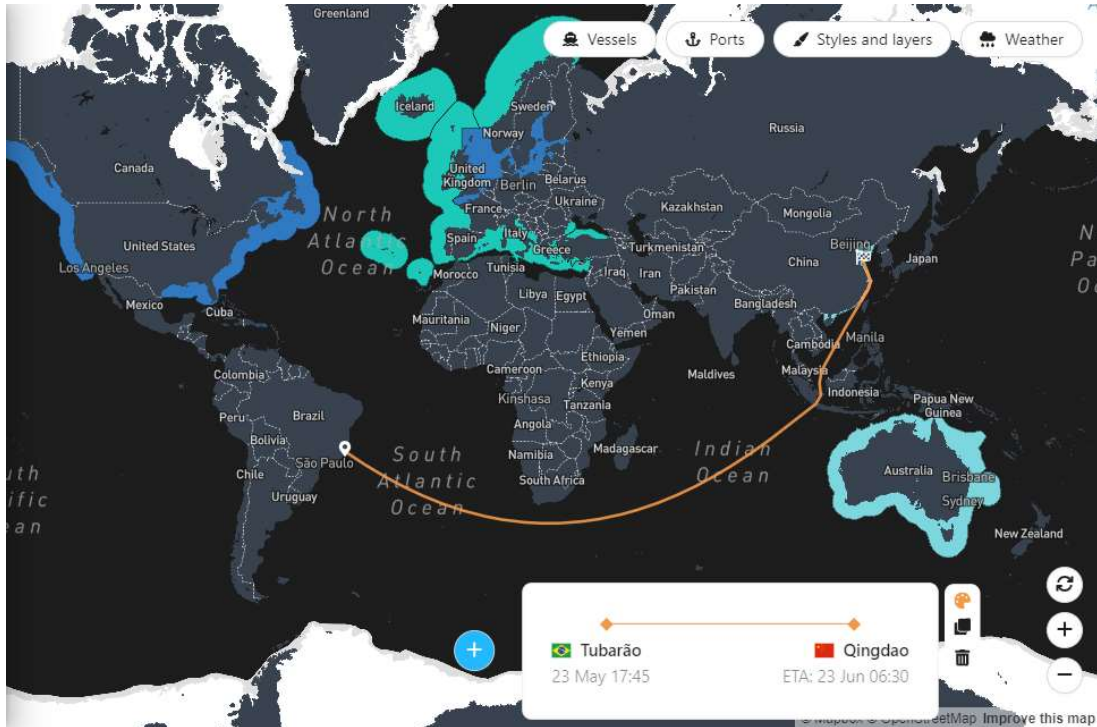 Greenland
Vessels
Ports
Styles and layers
Weather
Iceland
Sweden
Norway
Russia
Canada
United
Kingdom
Berlin
Belarus
Ukraine
France
Kazakhstan
Mongolia
North
Atlantic
Ocean
United States
Los Angeles
Spain
Italy
Greece
Turkmenistan
Beijing
China
Japan
Morocco
Tunisia
Iraq
Iran
Pakistan
Mexico
Cuba
Libya
Egypt
Bangladesh
Oman
Mauritania
Niger
Yemen
Cambodia
Manila
Ethiopia
Colombia
Cameroon
Kenya
Maldives
Malaysia
Kinshasa
Tanzania
Indonesia
Papua New
Guinea
Peru
Brazil
Angola
Bolivia
São Paulo
Namibia
Madagascar
South
Atlantic
Ocean
Indian
Ocean
Chile
South Africa
Australia
Brisbane
Sydney
Uruguay
New Zealand
Tubarão
Qingdao
23 May 17:45
ETA: 23 Jun 06:30
© Mapbox © OpenStreetMap Improve this map